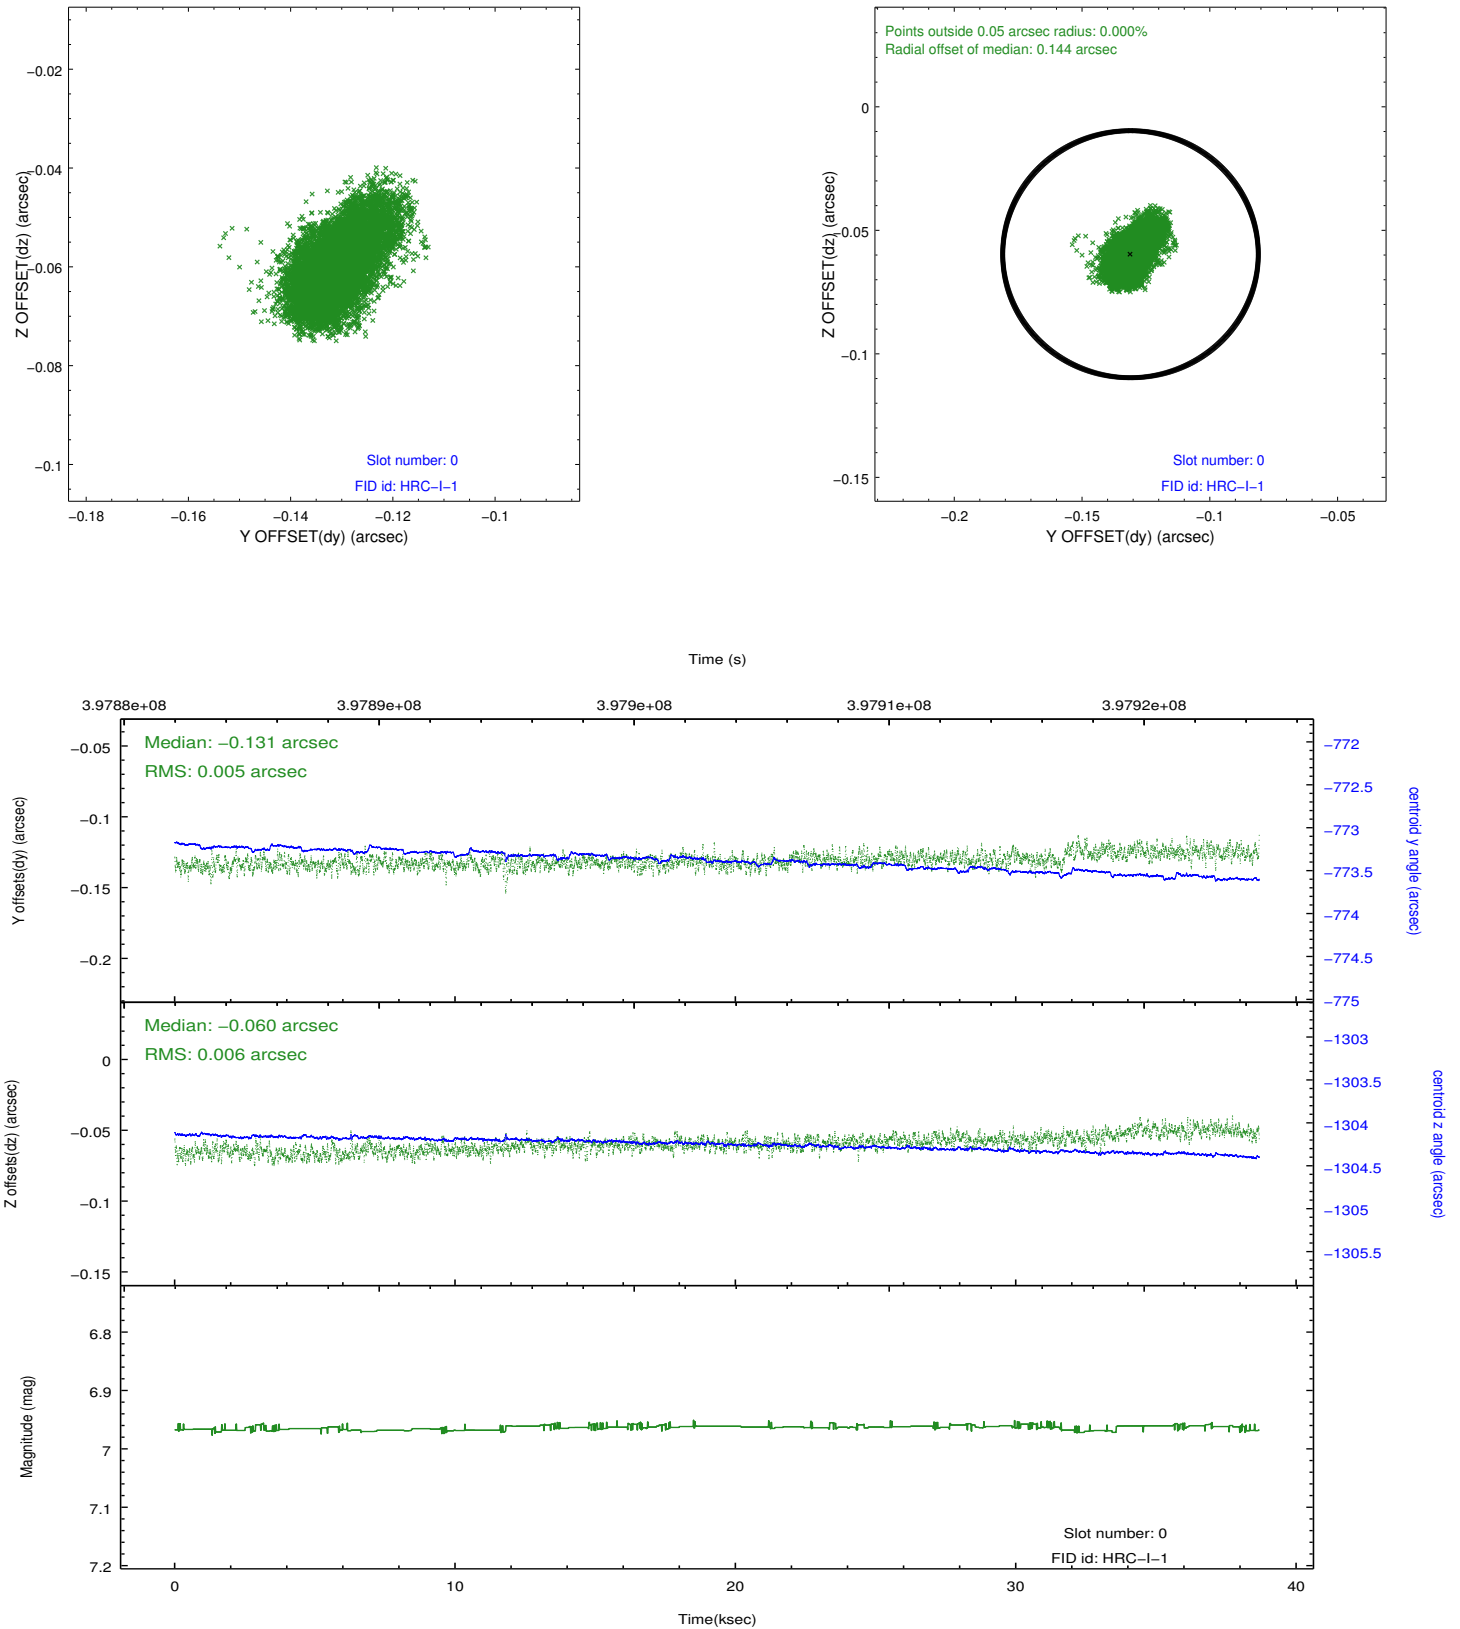 −0.02
−0.04
−0.06
−0.08
−0.1
Z OFFSET(dz) (arcsec)
−0.18
−0.16
−0.14
−0.12
−0.1
Y OFFSET(dy) (arcsec)
Slot number: 0
FID id: HRC−I−1
Points outside 0.05 arcsec radius: 0.000%
Radial offset of median: 0.144 arcsec
0
−0.05
−0.1
−0.15
Z OFFSET(dz) (arcsec)
Slot number: 0
FID id: HRC−I−1
−0.2
−0.15
−0.1
−0.05
Y OFFSET(dy) (arcsec)
Time (s)
3.9788e+08
3.9789e+08
3.979e+08
3.9791e+08
3.9792e+08
Median: −0.131 arcsec
RMS: 0.005 arcsec
−0.05
−0.1
−0.15
−0.2
Y offsets(dy) (arcsec)
−772
−772.5
−773
−773.5
−774
−774.5
−775
centroid y angle (arcsec)
Median: −0.060 arcsec
RMS: 0.006 arcsec
0
−0.05
−0.1
−0.15
Z offsets(dz) (arcsec)
−1303
−1303.5
−1304
−1304.5
−1305
−1305.5
centroid z angle (arcsec)
6.8
6.9
7
7.1
7.2
Magnitude (mag)
Slot number: 0
FID id: HRC−I−1
0
10
20
30
40
Time(ksec)